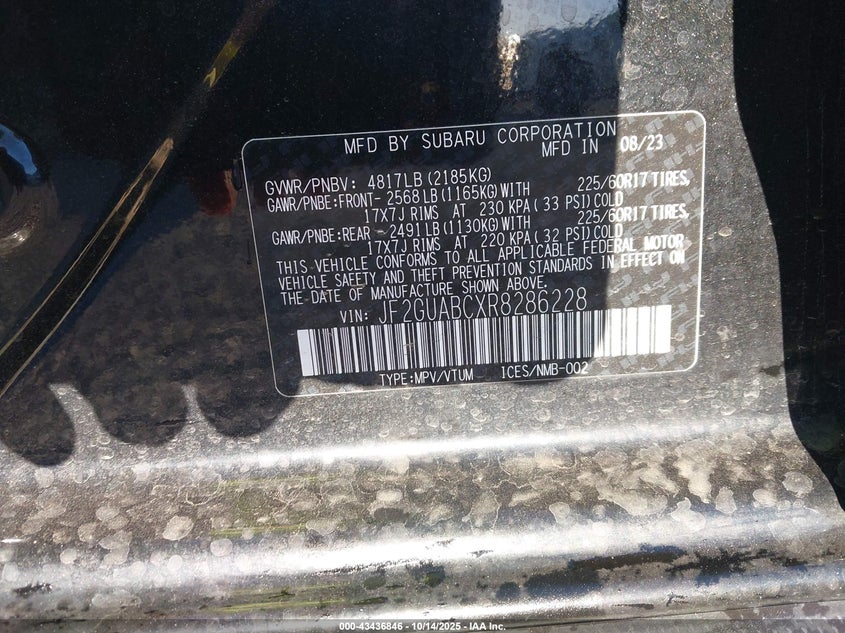 MFD BY SUBARU CORPORATION
MFD IN 08/23
GVWR/PNBV: 4817LB (2185KG)
GAWR/PNBE:FRONT- 2568LB (1165KG) WITH 225/60R17 TIRES,
17X7J RIMS AT 230 KPA (33 PSI) COLD
GAWR/PNBE:REAR -2491LB (1130KG) WITH 225/60R17 TIRES,
17X7J RIMS AT 220 KPA (32 PSI) COLD
THIS VEHICLE CONFORMS TO ALL APPLICABLE FEDERAL MOTOR
VEHICLE SAFETY AND THEFT PREVENTION STANDARDS IN EFFECT ON
THE DATE OF MANUFACTURE SHOWN ABOVE.
VIN: JF2GUABCXR8286228
TYPE:MPV/VTUM ICES/NMB-002
000-43436846 - 10/14/2025 - IAA Inc.